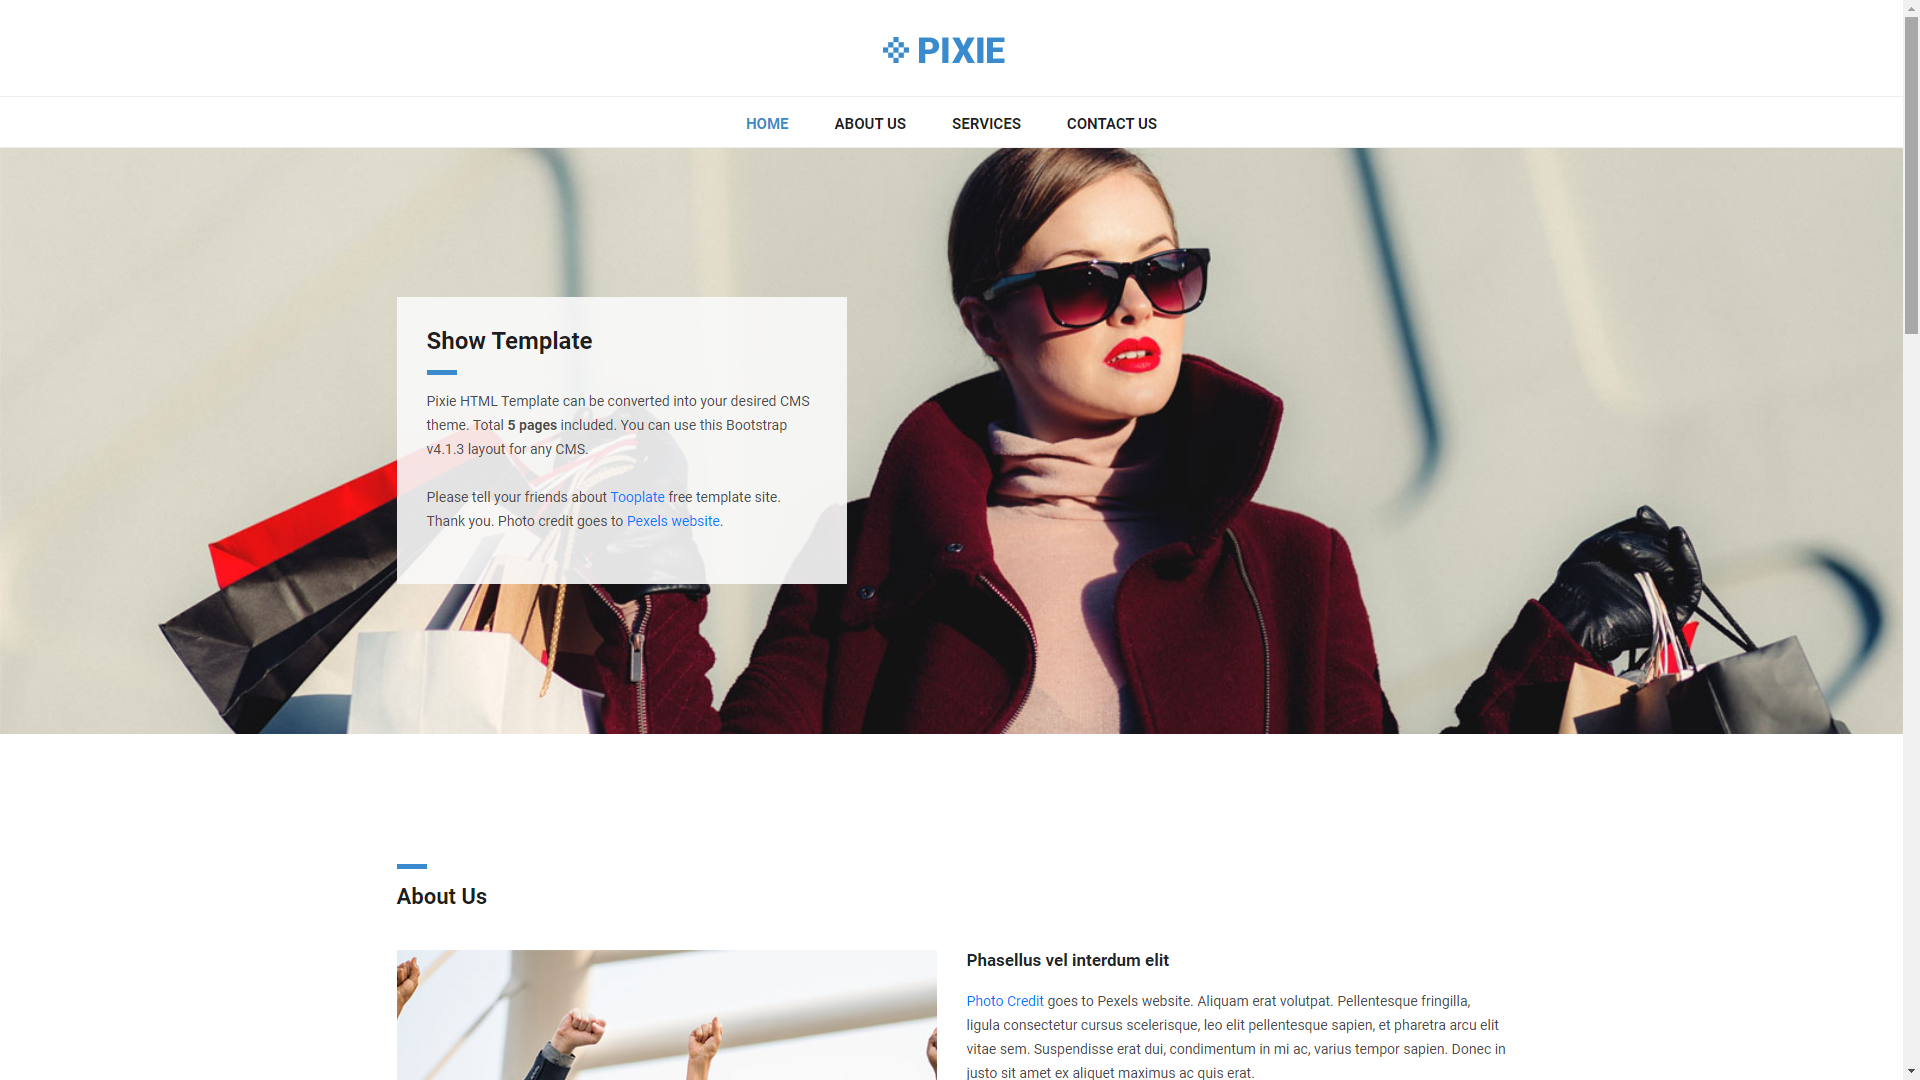 PIXIE
HOME
ABOUT US
SERVICES
CONTACT US
Show Template
Pixie HTML Template can be converted into your desired CMS
theme. Total 5 pages included. You can use this Bootstrap
v4.1.3 layout for any CMS.
Please tell your friends about Tooplate free template site.
Thank you. Photo credit goes to Pexels website.
About Us
Phasellus vel interdum elit
Photo Credit goes to Pexels website. Aliquam erat volutpat. Pellentesque fringilla,
ligula consectetur cursus scelerisque, leo elit pellentesque sapien, et pharetra arcu elit
vitae sem. Suspendisse erat dui, condimentum in mi ac, varius tempor sapien. Donec in
justo sit amet ex aliquet maximus ac quis erat.